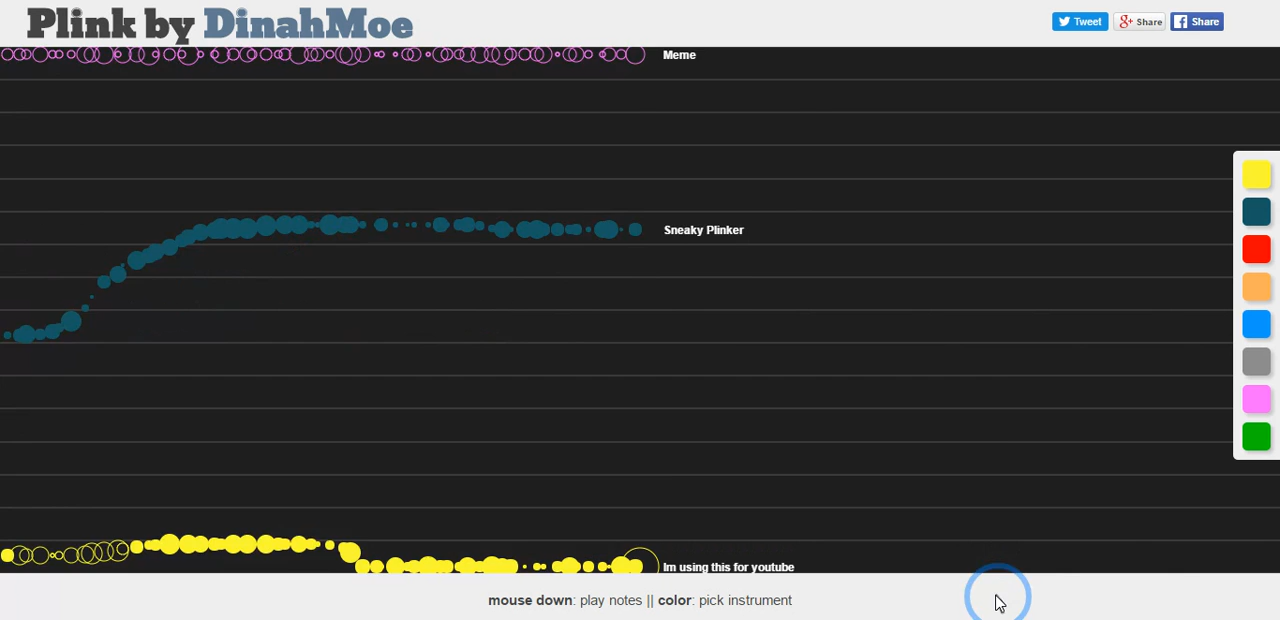 Plink by DinahMoe
Tweet
Share
Share
Meme
Sneaky Plinker
Im using this for youtube
mouse down: play notes || color: pick instrument